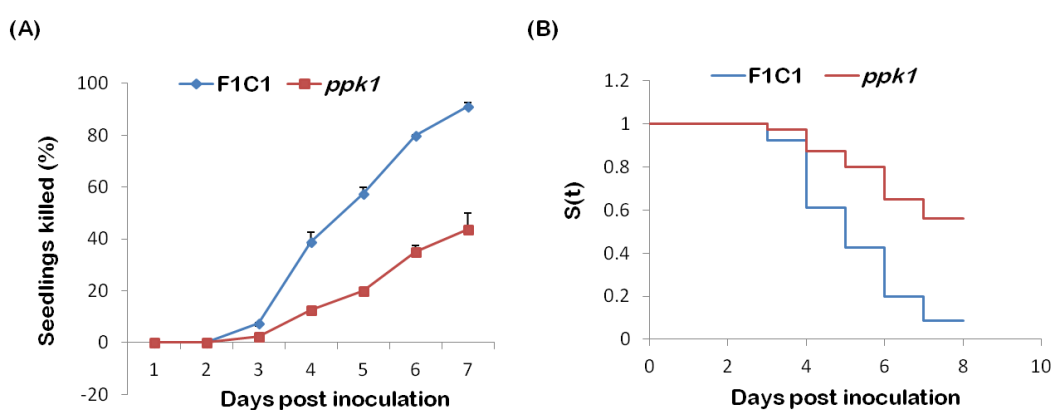 (A)
F1C1 ppk1
Seedlings killed (%)
100
80
60
40
20
0
-20
1 2 3 4 5 6 7
Days post inoculation
(B)
F1C1 ppk1
S(t)
1.2
1
0.8
0.6
0.4
0.2
0
0 2 4 6 8 10
Days post inoculation